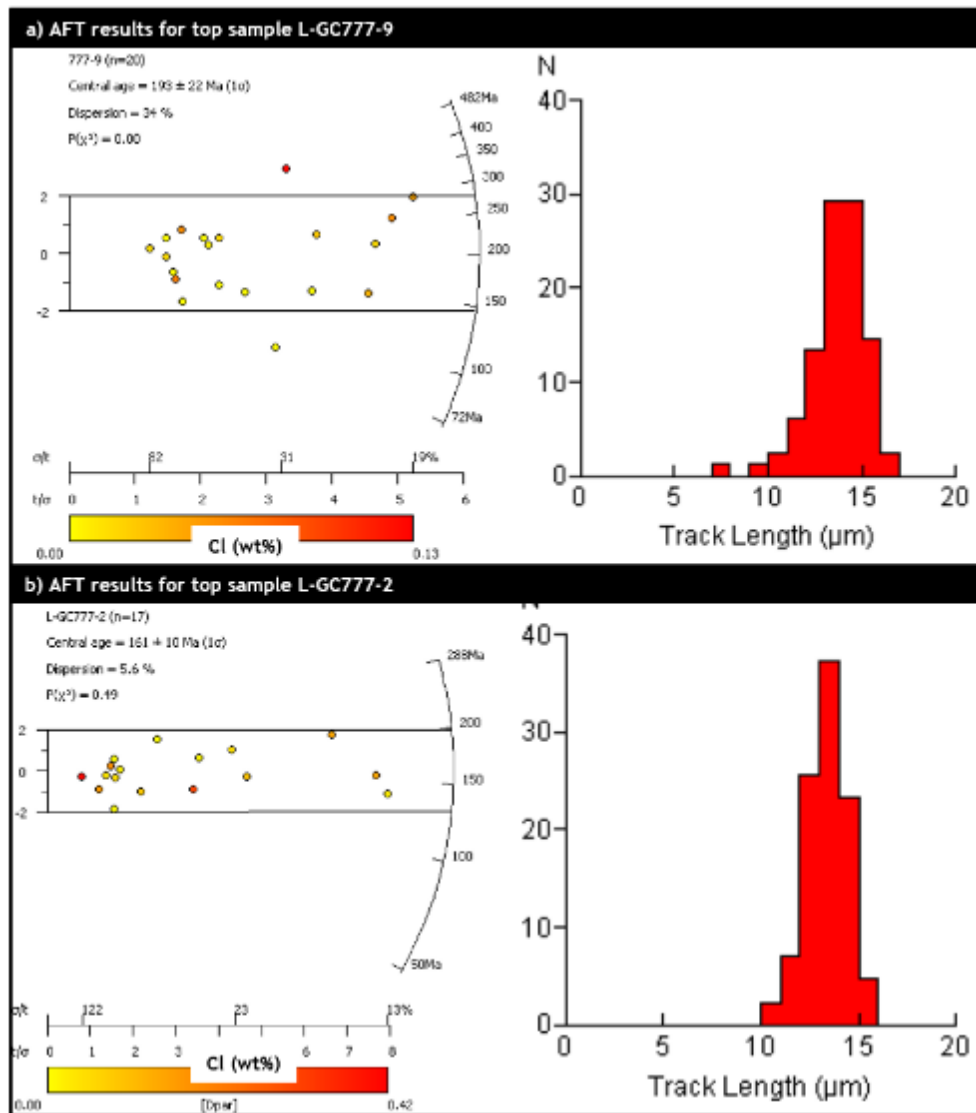 a) AFT results for top sample L-GC777-9
777-9 (n=20)
Central age = 193 ± 22 Ma (1σ)
Dispersion = 34 %
P(χ²) = 0.00
482Ma
400
350
300
250
200
150
100
72Ma
2
0
-2
σ/t
82
31
19%
t/σ
0
1
2
3
4
5
6
Cl (wt%)
0.00
0.13
N
40
30
20
10
0
0
5
10
15
20
Track Length (µm)
b) AFT results for top sample L-GC777-2
L-GC777-2 (n=17)
Central age = 161 ± 10 Ma (1σ)
Dispersion = 5.6 %
P(χ²) = 0.49
288Ma
200
150
100
2
0
-2
σ/t
122
23
13%
t/σ
0
1
2
3
4
5
6
7
8
Cl (wt%)
0.00
[Dpar]
0.42
N
40
30
20
10
0
0
5
10
15
20
Track Length (µm)